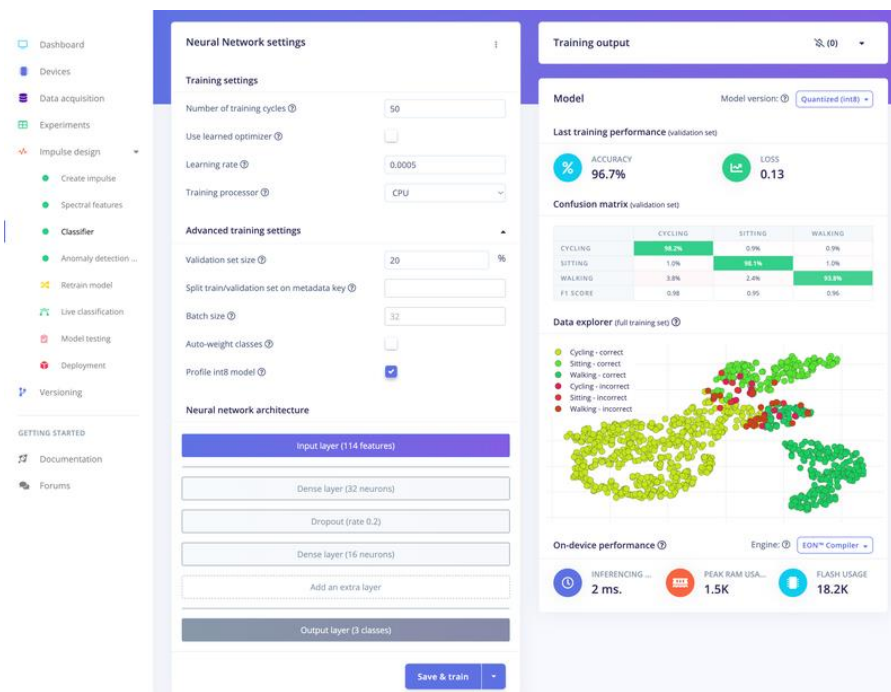 Dashboard
Devices
Data acquisition
Experiments
Impulse design
Create impulse
Spectral features
Classifier
Anomaly detection ...
Retrain model
Live classification
Model testing
Deployment
Versioning
GETTING STARTED
Documentation
Forums
Neural Network settings
Training settings
Number of training cycles ? 50
Use learned optimizer ?
Learning rate ? 0.0005
Training processor ? CPU
Advanced training settings
Validation set size ? 20 %
Split train/validation set on metadata key ?
Batch size ? 32
Auto-weight classes ?
Profile int8 model ?
Neural network architecture
Input layer (114 features)
Dense layer (32 neurons)
Dropout (rate 0.2)
Dense layer (16 neurons)
Add an extra layer
Output layer (3 classes)
Save & train
Training output (0)
Model Model version: ? Quantized (int8)
Last training performance (validation set)
% ACCURACY
96.7%
LOSS
0.13
Confusion matrix (validation set)
CYCLING SITTING WALKING
CYCLING 98.2% 0.9% 0.9%
SITTING 1.0% 98.1% 1.0%
WALKING 3.8% 2.4% 93.8%
F1 SCORE 0.98 0.95 0.96
Data explorer (full training set) ?
Cycling - correct
Sitting - correct
Walking - correct
Cycling - incorrect
Sitting - incorrect
Walking - incorrect
On-device performance ? Engine: ? EON™ Compiler
INFERENCING ...
2 ms.
PEAK RAM USA...
1.5K
FLASH USAGE
18.2K